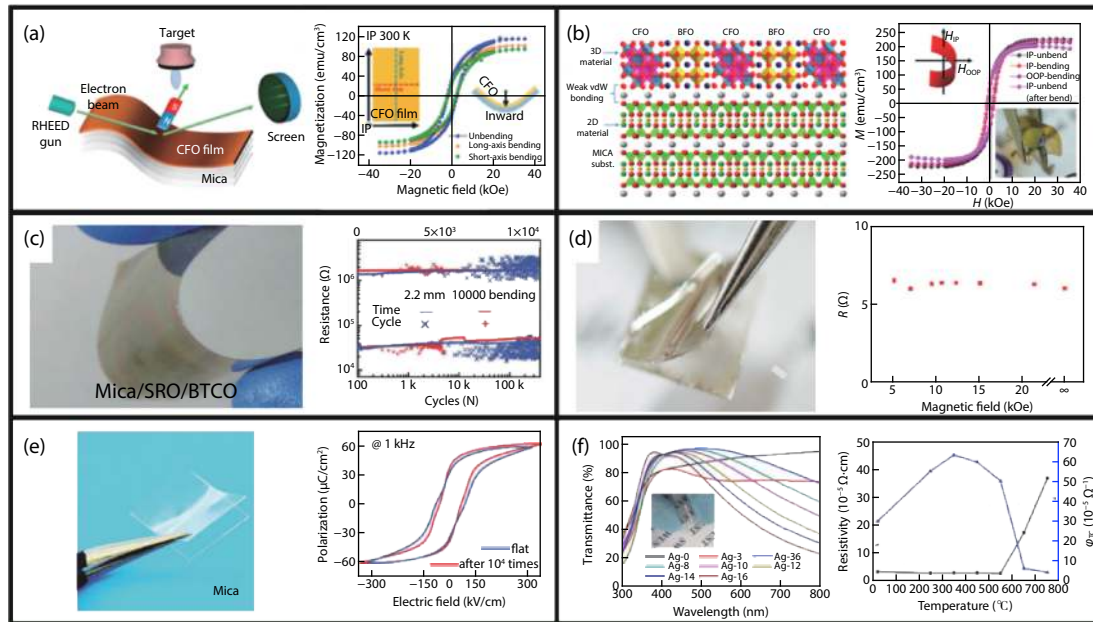 (a)
Target
Electron
beam
RHEED
gun
CFO film
Mica
Screen
Magnetization (emu/cm³)
120
80
40
0
−40
−80
−120
IP 300 K
CFO film
IP
CFO
Inward
Unbending
Long-axis bending
Short-axis bending
−40 −20 0 20 40
Magnetic field (kOe)
(b)
CFO BFO CFO BFO CFO
3D
material
Weak vdW
bonding
2D
material
MICA
subst.
M (emu/cm³)
250
200
150
100
50
0
−50
−100
−150
−200
−250
H_IP
H_OOP
IP-unbend
IP-bending
OOP-bending
IP-unbend
(after bend)
−40 −30 −20 −10 0 10 20 30 40
H (kOe)
(c)
Mica/SRO/BTCO
0 5×10³ 1×10⁴
Resistance (Ω)
10⁶
10⁵
10⁴
2.2 mm 10000 bending
Time
Cycle
100 1 k 10 k 100 k
Cycles (N)
(d)
R (Ω)
10
5
0
5 10 15 20 ∞
Magnetic field (kOe)
(e)
Mica
Polarization (μC/cm²)
60
30
0
−30
−60
@ 1 kHz
flat
after 10⁴ times
−300 −150 0 150 300
Electric field (kV/cm)
(f)
Transmittance (%)
100
80
60
40
20
0
Ag-0 Ag-3 Ag-36
Ag-8 Ag-10 Ag-12
Ag-14 Ag-16
300 400 500 600 700 800
Wavelength (nm)
Resistivity (10⁻⁵ Ω·cm)
50
40
30
20
10
0
70
60
50
40
30
20
10
0
0 100 200 300 400 500 600 700 800
Temperature (℃)